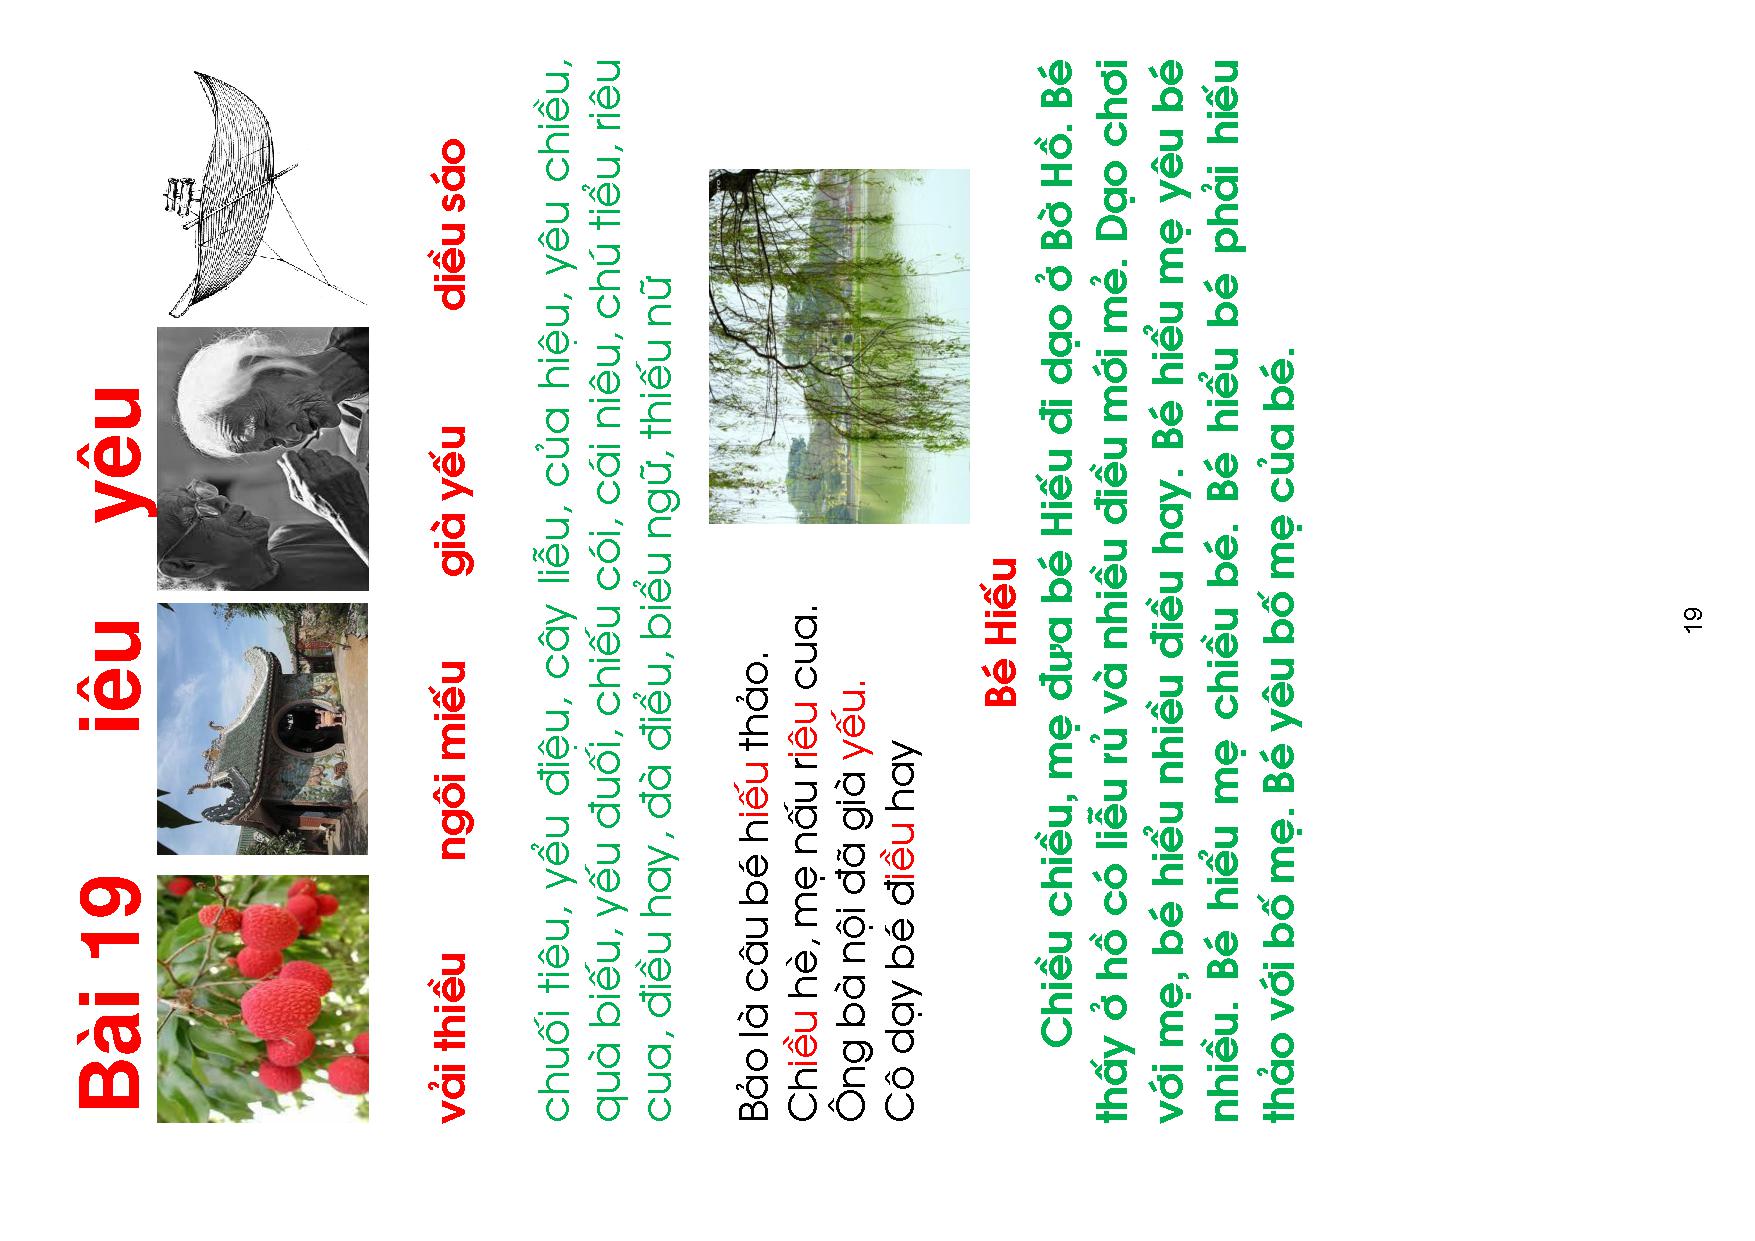 Bài 19 iêu yêu
vải thiều ngôi miếu già yếu diều sáo
chuối tiêu, yểu điệu, cây liễu, của hiệu, yêu chiều,
quà biếu, yếu đuối, chiếu cói, cái niêu, chú tiểu, riêu
cua, điều hay, đà điểu, biểu ngữ, thiếu nữ
Bảo là câu bé hiếu thảo.
Chiều hè, mẹ nấu riêu cua.
Ông bà nội đã già yếu.
Cô dạy bé điều hay
Bé Hiếu
Chiều chiều, mẹ đưa bé Hiếu đi dạo ở Bờ Hồ. Bé
thấy ở hồ có liễu rủ và nhiều điều mới mẻ. Dạo chơi
với mẹ, bé hiểu nhiều điều hay. Bé hiểu mẹ yêu bé
nhiều. Bé hiểu mẹ chiều bé. Bé hiểu bé phải hiếu
thảo với bố mẹ. Bé yêu bố mẹ của bé.
19